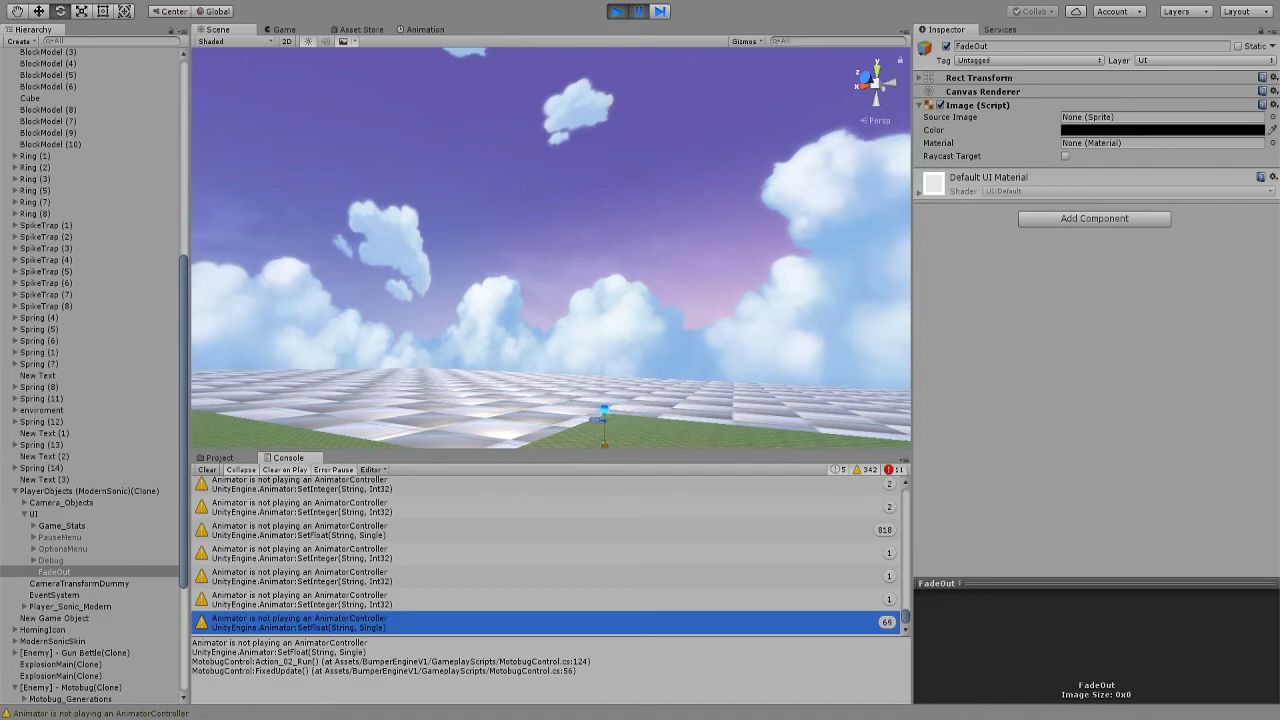 Center Global Collab Account Layers Layout
Hierarchy
Create All
BlockModel (3)
BlockModel (4)
BlockModel (5)
BlockModel (6)
Cube
BlockModel (8)
BlockModel (7)
BlockModel (9)
BlockModel (10)
Ring (1)
Ring (2)
Ring (3)
Ring (5)
Ring (7)
Ring (8)
SpikeTrap (1)
SpikeTrap (2)
SpikeTrap (3)
SpikeTrap (4)
SpikeTrap (5)
SpikeTrap (6)
SpikeTrap (7)
SpikeTrap (8)
Spring (4)
Spring (5)
Spring (6)
Spring (1)
Spring (7)
New Text
Spring (8)
Spring (11)
enviroment
Spring (12)
New Text (1)
Spring (13)
New Text (2)
Spring (14)
New Text (3)
PlayerObjects (ModernSonic)(Clone)
Camera_Objects
UI
Game_Stats
PauseMenu
OptionsMenu
Debug
FadeOut
CameraTransformDummy
EventSystem
Player_Sonic_Modern
New Game Object
HomingIcon
ModernSonicSkin
[Enemy] - Gun Bettle(Clone)
ExplosionMain(Clone)
ExplosionMain(Clone)
[Enemy] - Motobug(Clone)
Motobug_Generations
Scene Game Asset Store Animation
Shaded 2D Gizmos All
y
z
x
Persp
Project Console
Clear Collapse Clear on Play Error Pause Editor 5 342 11
Animator is not playing an AnimatorController
UnityEngine.Animator:SetInteger(String, Int32)
2
Animator is not playing an AnimatorController
UnityEngine.Animator:SetInteger(String, Int32)
2
Animator is not playing an AnimatorController
UnityEngine.Animator:SetFloat(String, Single)
818
Animator is not playing an AnimatorController
UnityEngine.Animator:SetInteger(String, Int32)
1
Animator is not playing an AnimatorController
UnityEngine.Animator:SetInteger(String, Int32)
1
Animator is not playing an AnimatorController
UnityEngine.Animator:SetInteger(String, Int32)
1
Animator is not playing an AnimatorController
UnityEngine.Animator:SetFloat(String, Single)
69
Animator is not playing an AnimatorController
UnityEngine.Animator:SetFloat(String, Single)
MotobugControl:Action_02_Run() (at Assets/BumperEngineV1/GameplayScripts/MotobugControl.cs:124)
MotobugControl:FixedUpdate() (at Assets/BumperEngineV1/GameplayScripts/MotobugControl.cs:56)
Inspector Services
FadeOut Static
Tag Untagged Layer UI
Rect Transform
Canvas Renderer
Image (Script)
Source Image None (Sprite)
Color
Material None (Material)
Raycast Target
Default UI Material
Shader UI/Default
Add Component
FadeOut
FadeOut
Image Size: 0x0
Animator is not playing an AnimatorController